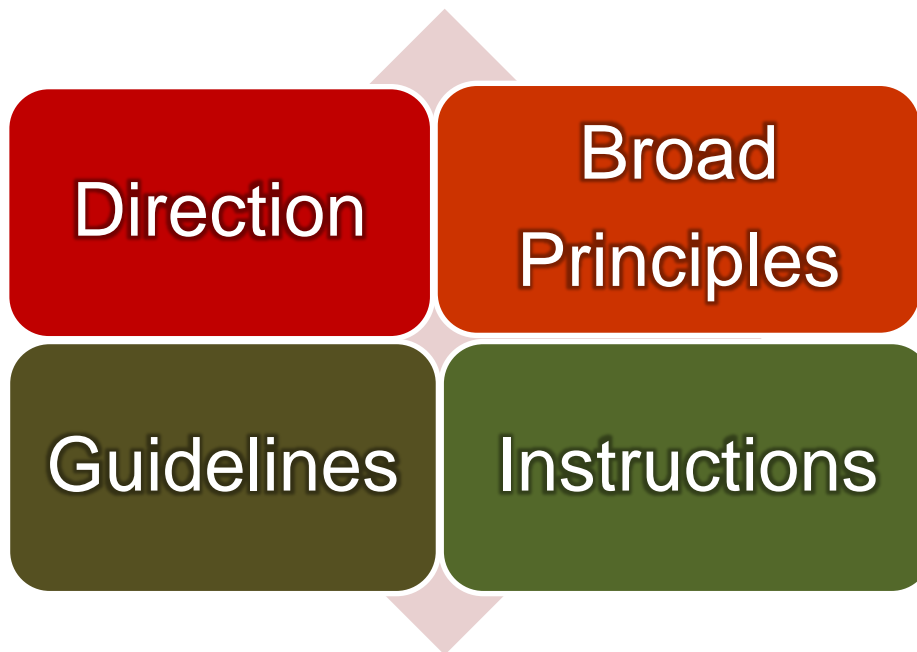 Direction
Broad
Principles
Guidelines
Instructions